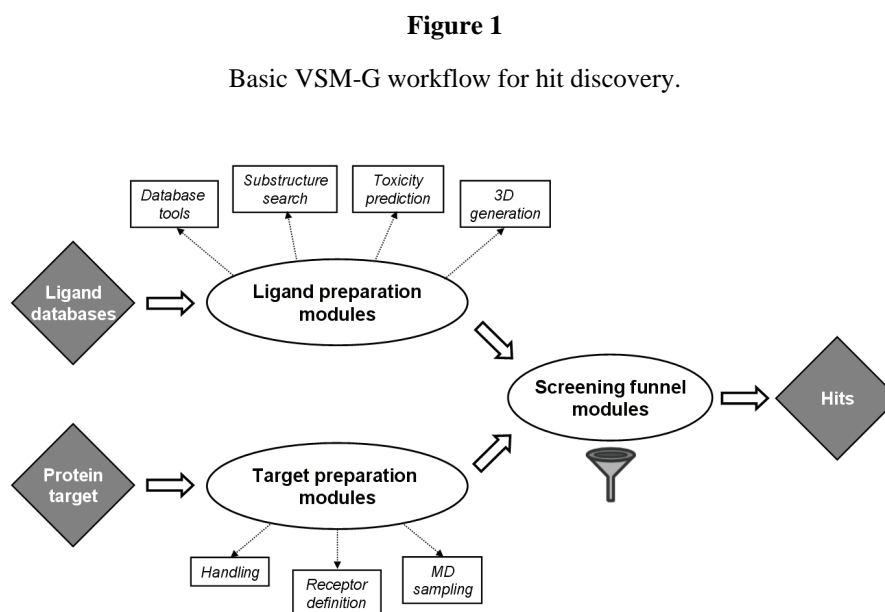 Figure 1
Basic VSM-G workflow for hit discovery.
Database
tools
Substructure
search
Toxicity
prediction
3D
generation
Ligand
databases
Ligand preparation
modules
Screening funnel
modules
Hits
Protein
target
Target preparation
modules
Handling
Receptor
definition
MD
sampling